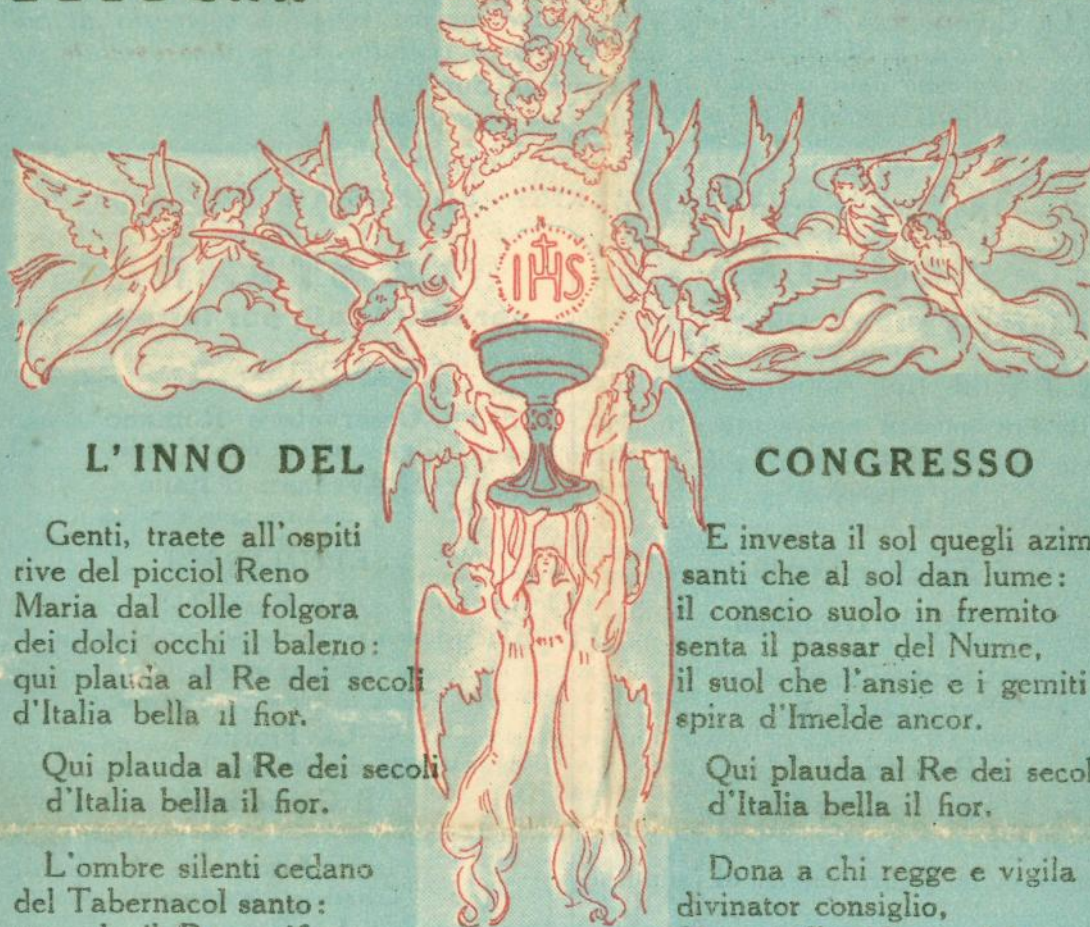 IHS
L'INNO DEL CONGRESSO
Genti, traete all'ospiti
rive del picciol Reno
Maria dal colle folgora
dei dolci occhi il baleno:
qui plauda al Re dei secoli
d'Italia bella il fior.
Qui plauda al Re dei secoli
d'Italia bella il fior.
L'ombre silenti cedano
del Tabernacol santo:
E investa il sol quegli azim
santi che al sol dan lume:
il conscio suolo in fremito
senta il passar del Nume,
il suol che l'ansie e i gemiti
spira d'Imelde ancor.
Qui plauda al Re dei secol
d'Italia bella il fior.
Dona a chi regge e vigila
divinator consiglio,